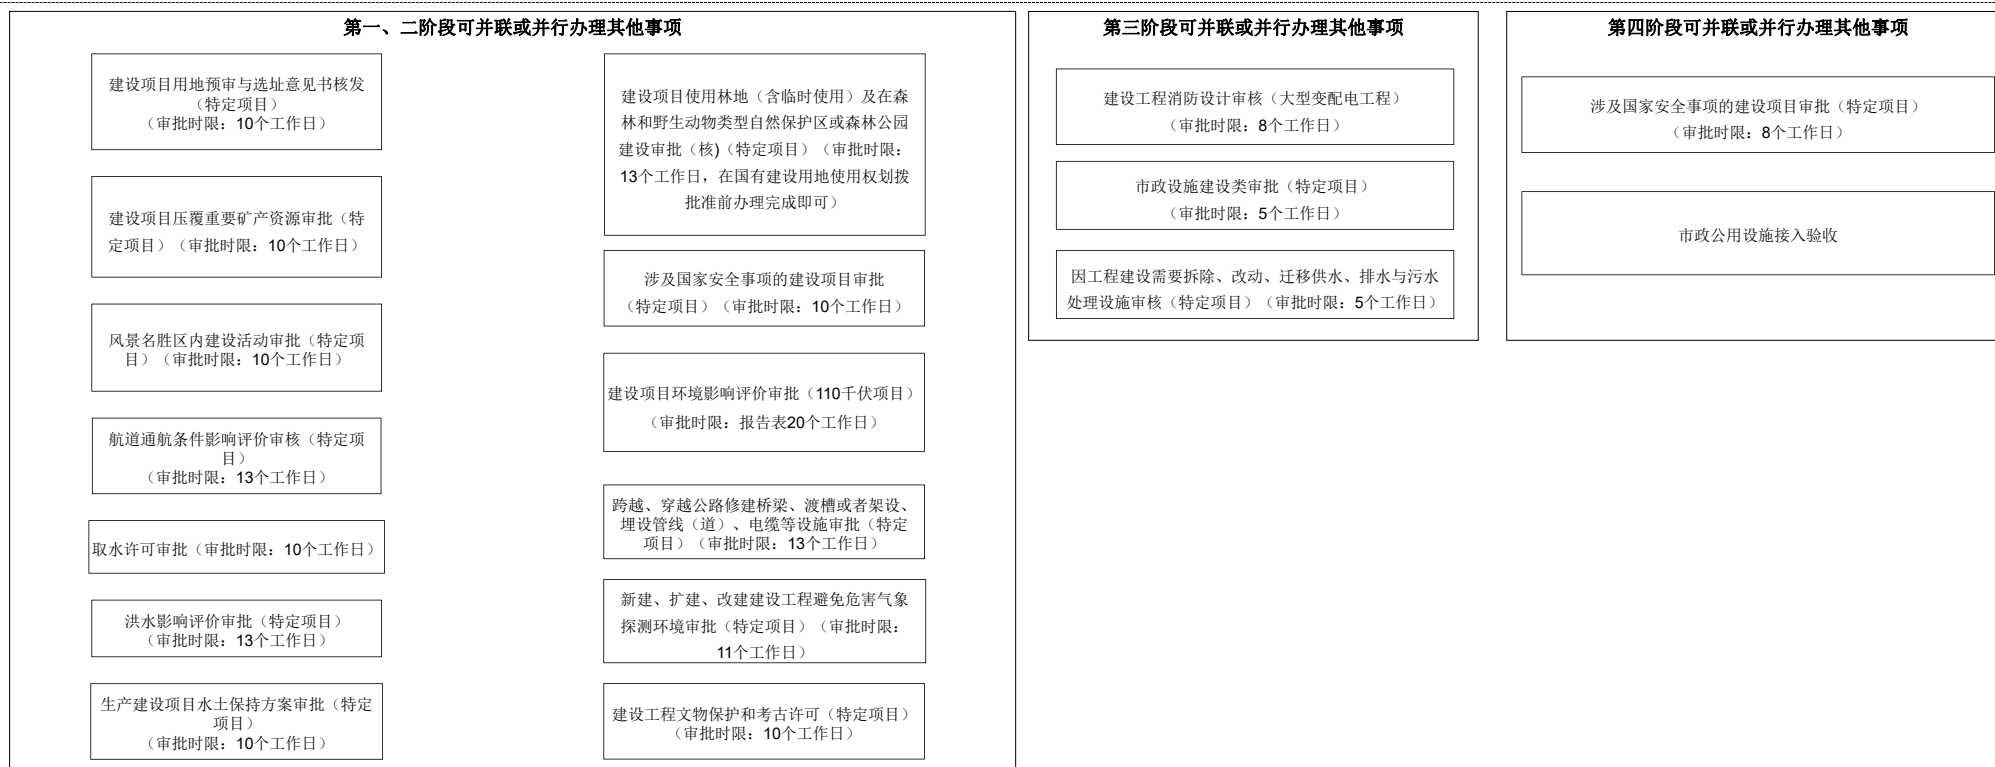 第一、二阶段可并联或并行办理其他事项
建设项目用地预审与选址意见书核发
（特定项目）
（审批时限：10个工作日）
建设项目压覆重要矿产资源审批（特
定项目）（审批时限：10个工作日）
风景名胜区内建设活动审批（特定项
目）（审批时限：10个工作日）
航道通航条件影响评价审核（特定项
目）
（审批时限：13个工作日）
取水许可审批（审批时限：10个工作日）
洪水影响评价审批（特定项目）
（审批时限：13个工作日）
生产建设项目水土保持方案审批（特定
项目）
（审批时限：10个工作日）
建设项目使用林地（含临时使用）及在森
林和野生动物类型自然保护区或森林公园
建设审批（核)（特定项目）（审批时限：
13个工作日，在国有建设用地使用权划拨
批准前办理完成即可）
涉及国家安全事项的建设项目审批
（特定项目）（审批时限：10个工作日）
建设项目环境影响评价审批（110千伏项目）
（审批时限：报告表20个工作日）
跨越、穿越公路修建桥梁、渡槽或者架设、
埋设管线（道）、电缆等设施审批（特定
项目）（审批时限：13个工作日）
新建、扩建、改建建设工程避免危害气象
探测环境审批（特定项目）（审批时限：
11个工作日）
建设工程文物保护和考古许可（特定项目）
（审批时限：10个工作日）
第三阶段可并联或并行办理其他事项
建设工程消防设计审核（大型变配电工程）
（审批时限：8个工作日）
市政设施建设类审批（特定项目）
（审批时限：5个工作日）
因工程建设需要拆除、改动、迁移供水、排水与污水
处理设施审核（特定项目）（审批时限：5个工作日）
第四阶段可并联或并行办理其他事项
涉及国家安全事项的建设项目审批（特定项目）
（审批时限：8个工作日）
市政公用设施接入验收